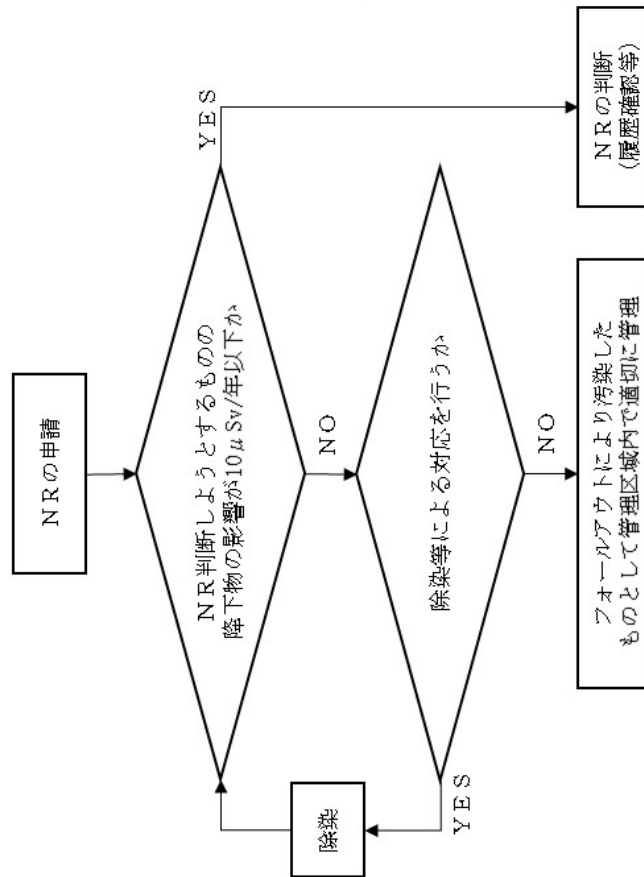 NRの申請
NR判断しようとするものの
降下物の影響が10μSv/年以下か
YES
NO
除染等による対応を行うか
YES
除染
NO
フォールアウトにより汚染した
ものとして管理区域内で適切に管理
NRの判断
(履歴確認等)